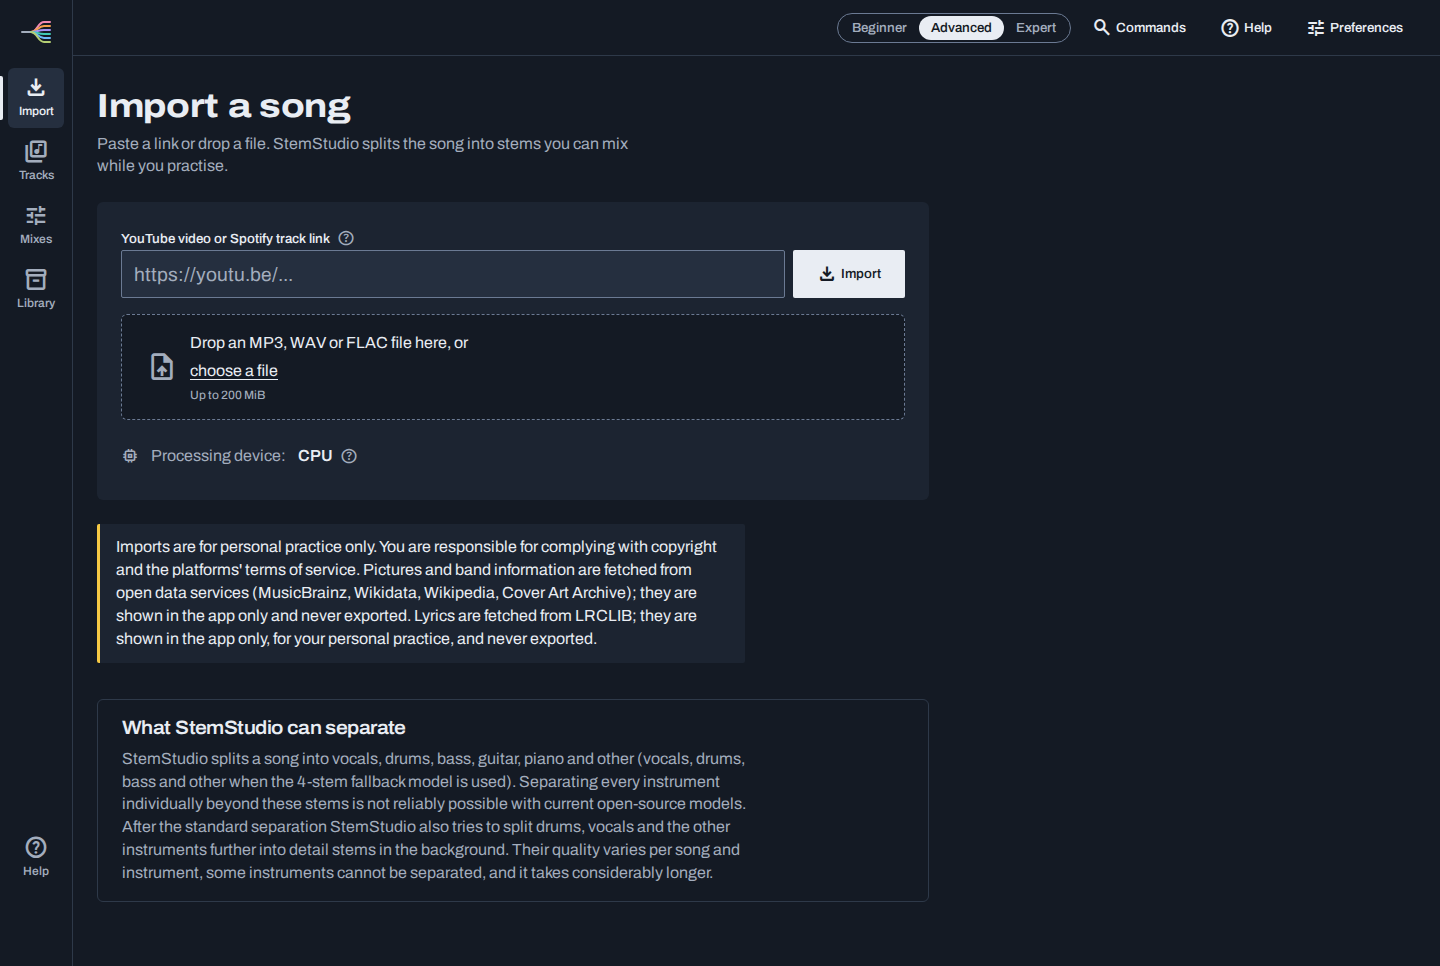 Beginner Advanced Expert Commands Help Preferences
Import
Tracks
Mixes
Library
Help
Import a song
Paste a link or drop a file. StemStudio splits the song into stems you can mix
while you practise.
YouTube video or Spotify track link ?
https://youtu.be/...
Import
Drop an MP3, WAV or FLAC file here, or
choose a file
Up to 200 MiB
Processing device: CPU ?
Imports are for personal practice only. You are responsible for complying with copyright
and the platforms' terms of service. Pictures and band information are fetched from
open data services (MusicBrainz, Wikidata, Wikipedia, Cover Art Archive); they are
shown in the app only and never exported. Lyrics are fetched from LRCLIB; they are
shown in the app only, for your personal practice, and never exported.
What StemStudio can separate
StemStudio splits a song into vocals, drums, bass, guitar, piano and other (vocals, drums,
bass and other when the 4-stem fallback model is used). Separating every instrument
individually beyond these stems is not reliably possible with current open-source models.
After the standard separation StemStudio also tries to split drums, vocals and the other
instruments further into detail stems in the background. Their quality varies per song and
instrument, some instruments cannot be separated, and it takes considerably longer.